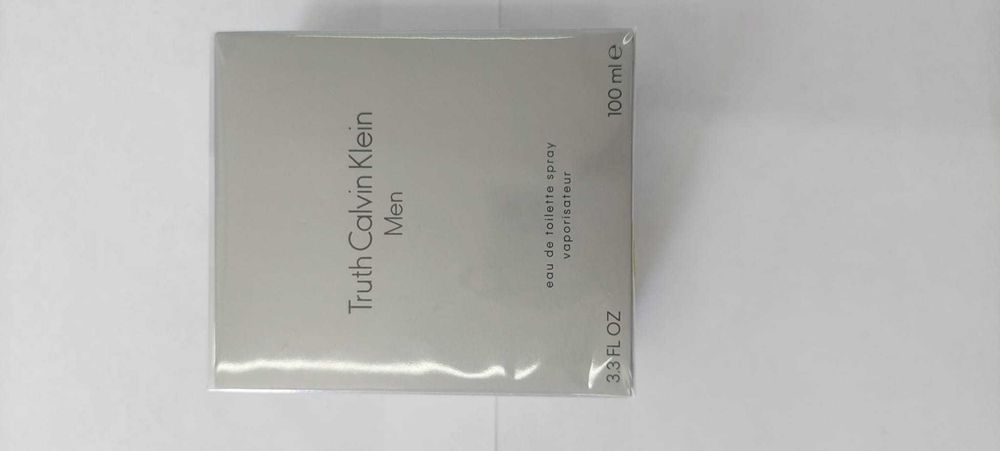 Truth Calvin Klein
Men
eau de toilette spray
vaporisateur
3.3 FL OZ
100 ml ℮